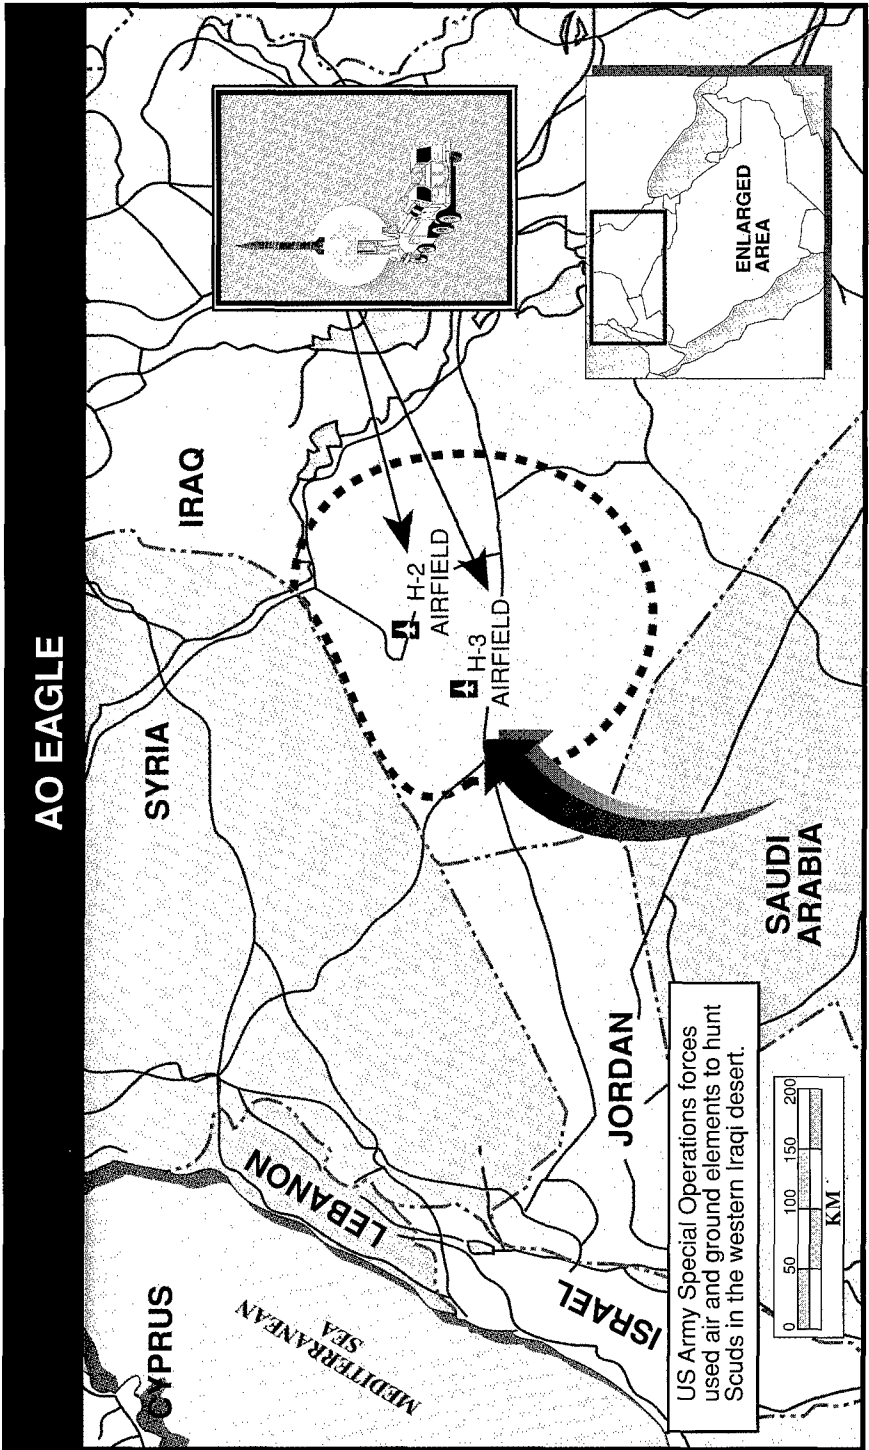 AO EAGLE
CYPRUS
MEDITERRANEAN
SEA
LEBANON
ISRAEL
SYRIA
IRAQ
JORDAN
SAUDI
ARABIA
H-2
AIRFIELD
H-3
AIRFIELD
ENLARGED
AREA
US Army Special Operations forces
used air and ground elements to hunt
Scuds in the western Iraqi desert.
0 50 100 150 200
KM